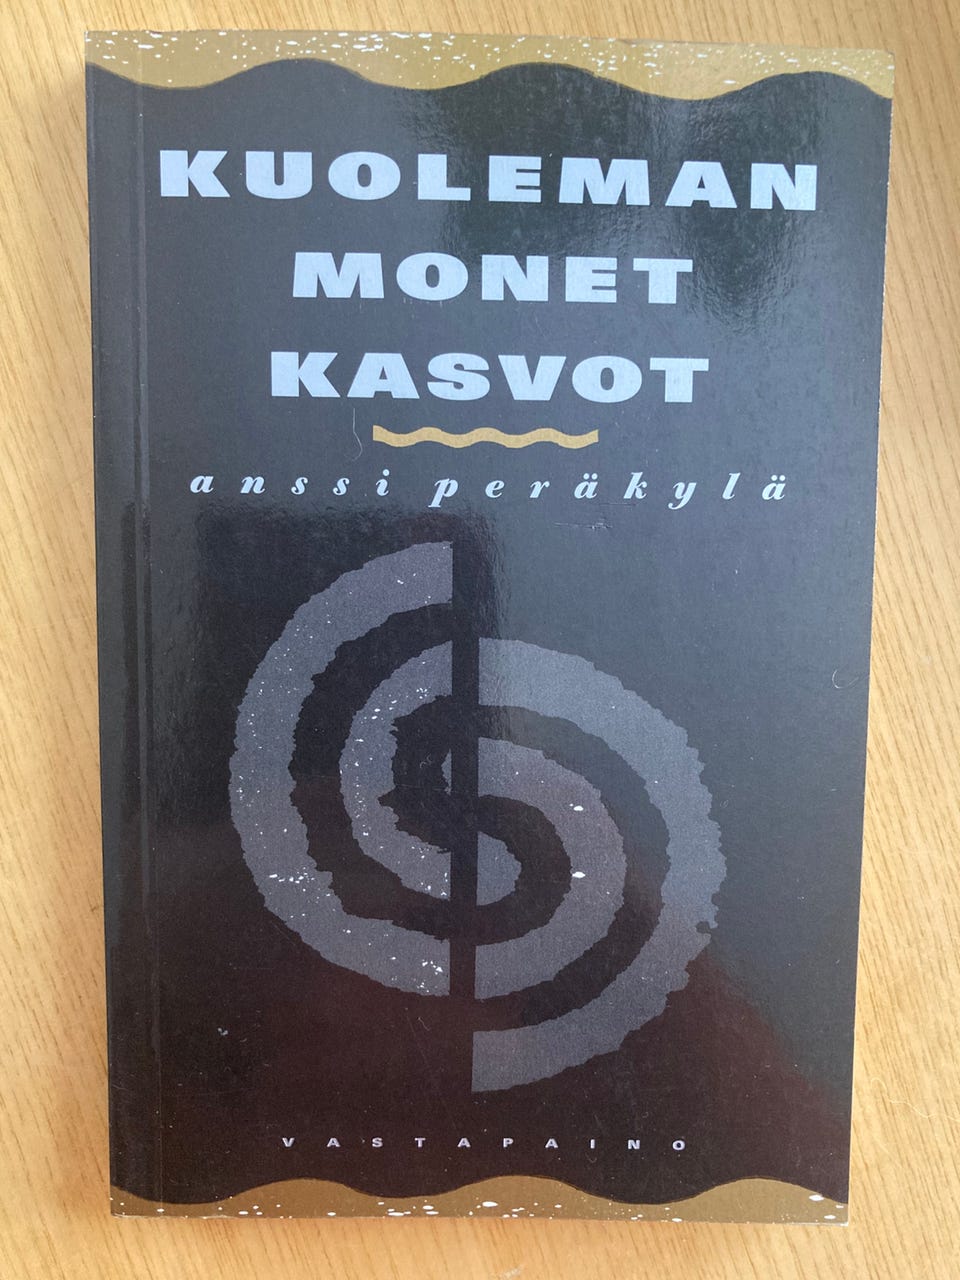 KUOLEMAN
MONET
KASVOT
anssi peräkylä
VASTAPAINO